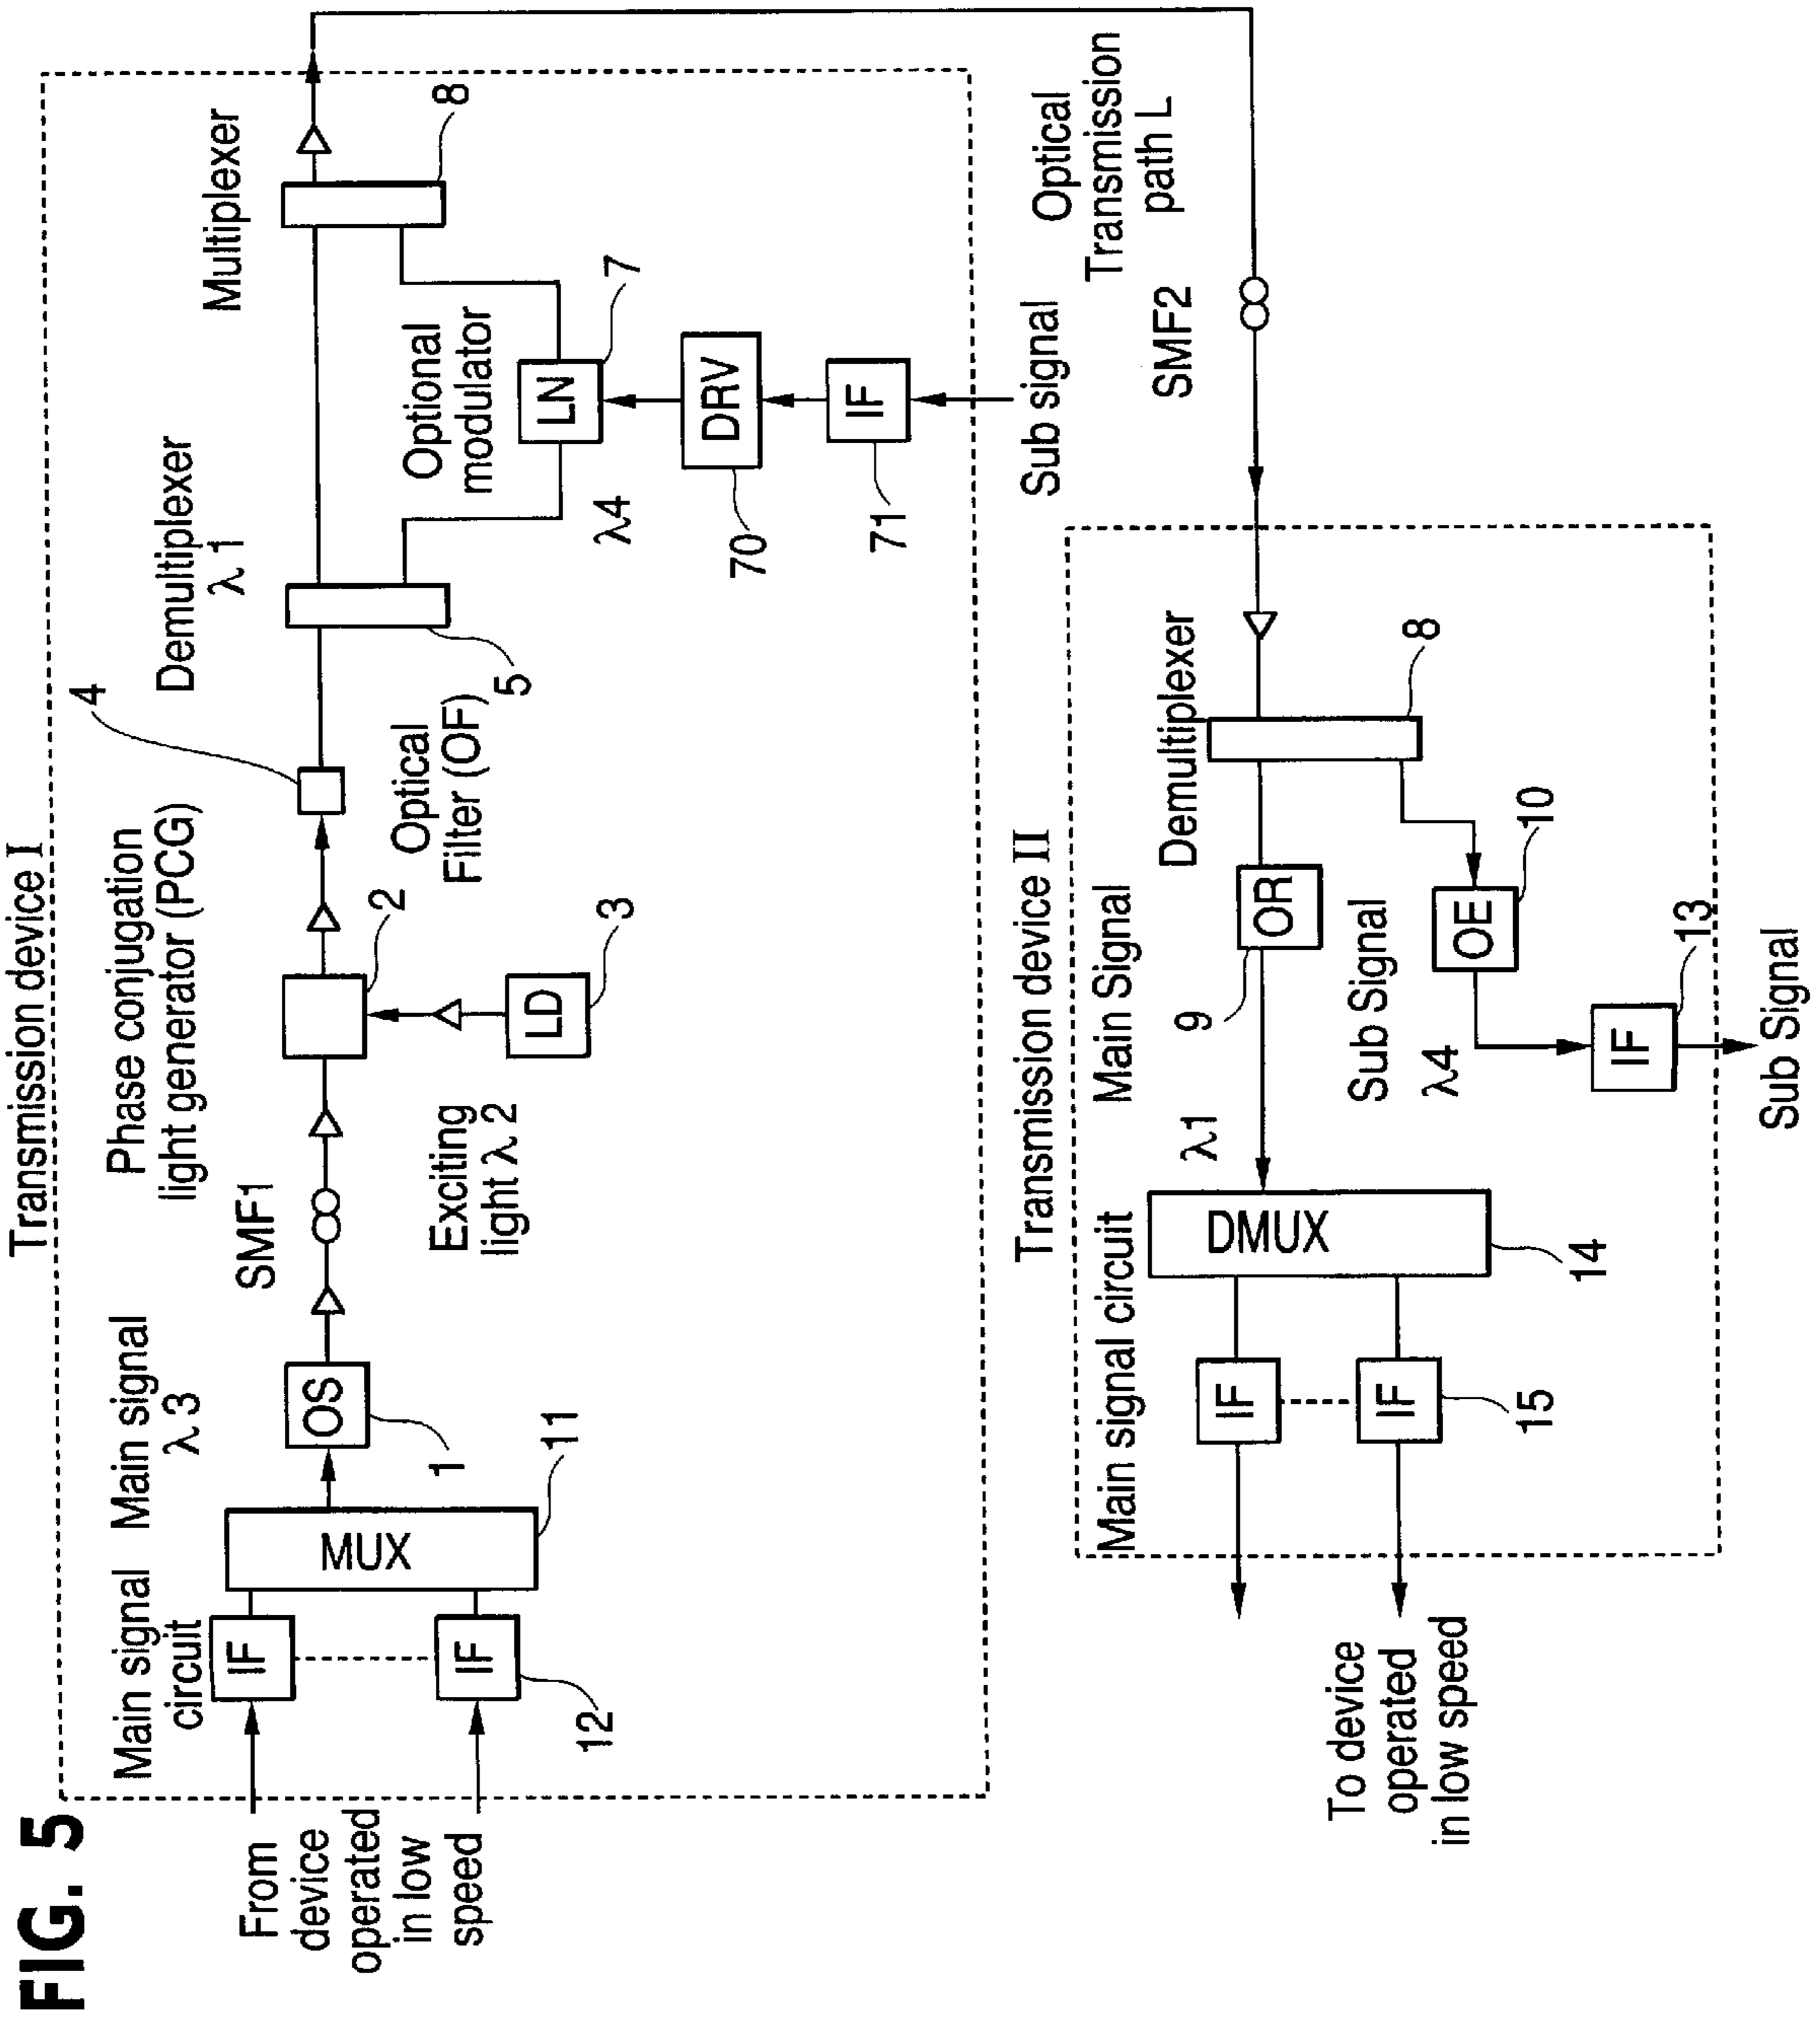 FIG. 5
Transmission device I
From
device
operated
in low
speed
Main signal
circuit
IF
IF
12
MUX
11
Main signal
λ 3
OS
1
SMF1
Phase conjugation
light generator (PCG)
2
Exciting
light λ 2
LD
3
4
Optical
Filter (OF)
Demultiplexer
λ 1
5
Optional
modulator
LN
7
λ4
DRV
70
IF
71
Sub signal
Multiplexer
8
Optical
Transmission
path L
SMF2
Transmission device II
Demultiplexer
8
Main Signal
OR
9
λ1
Sub Signal
λ4
OE
10
IF
13
Sub Signal
Main signal circuit
DMUX
14
IF
IF
15
To device
operated
in low speed